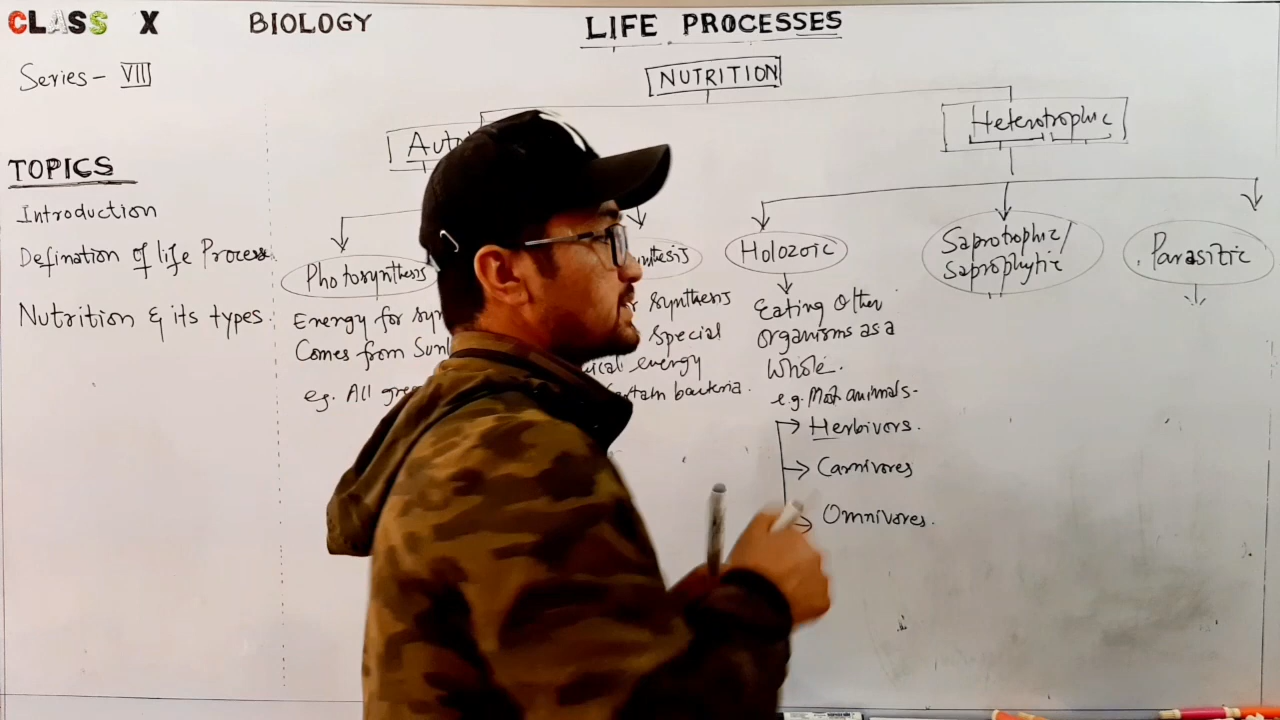 CLASS X BIOLOGY LIFE PROCESSES
Series- VII
NUTRITION
Heterotrophic
TOPICS
Introduction
Defination of life Process
Nutrition & its types.
Photosynthesis
Energy for
Comes from
eg. All
synthesis
special
energy
bacteria.
Holozoic
Eating Other
organisms as a
Whole.
e.g. Most animals-
Herbivors.
Carnivores
Omnivores.
Saprotrophic/
Saprophytic
Parasitic